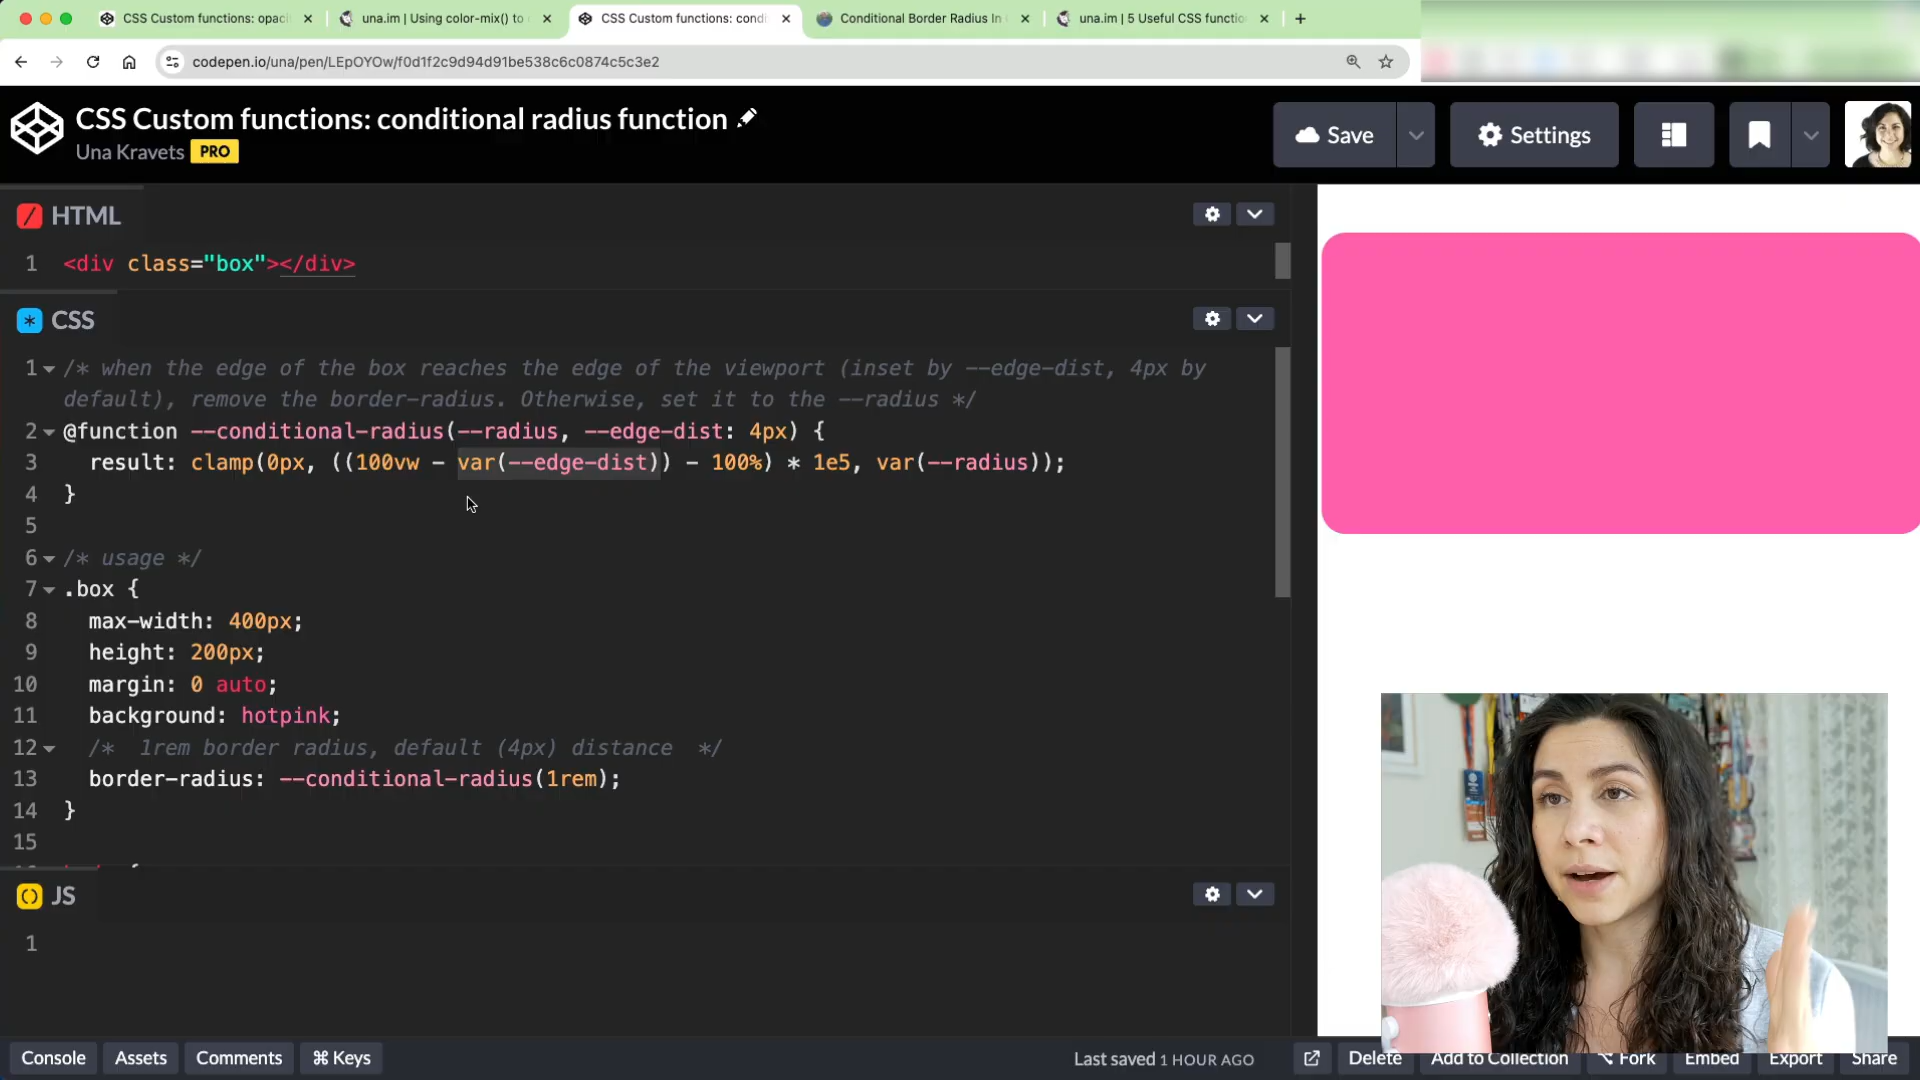 CSS Custom functions: opac
una.im | Using color-mix() to
CSS Custom functions: condi
Conditional Border Radius In
una.im | 5 Useful CSS functio
codepen.io/una/pen/LEpOYOw/f0d1f2c9d94d91be538c6c0874c5c3e2
CSS Custom functions: conditional radius function
Una Kravets PRO
Save
Settings
HTML
1 <div class="box"></div>
CSS
1 /* when the edge of the box reaches the edge of the viewport (inset by --edge-dist, 4px by
default), remove the border-radius. Otherwise, set it to the --radius */
2 @function --conditional-radius(--radius, --edge-dist: 4px) {
3 result: clamp(0px, ((100vw - var(--edge-dist)) - 100%) * 1e5, var(--radius));
4 }
5
6 /* usage */
7 .box {
8 max-width: 400px;
9 height: 200px;
10 margin: 0 auto;
11 background: hotpink;
12 /* 1rem border radius, default (4px) distance */
13 border-radius: --conditional-radius(1rem);
14 }
15
JS
1
Console
Assets
Comments
⌘ Keys
Last saved 1 HOUR AGO
Delete
Add to Collection
⌥ Fork
Embed
Export
Share